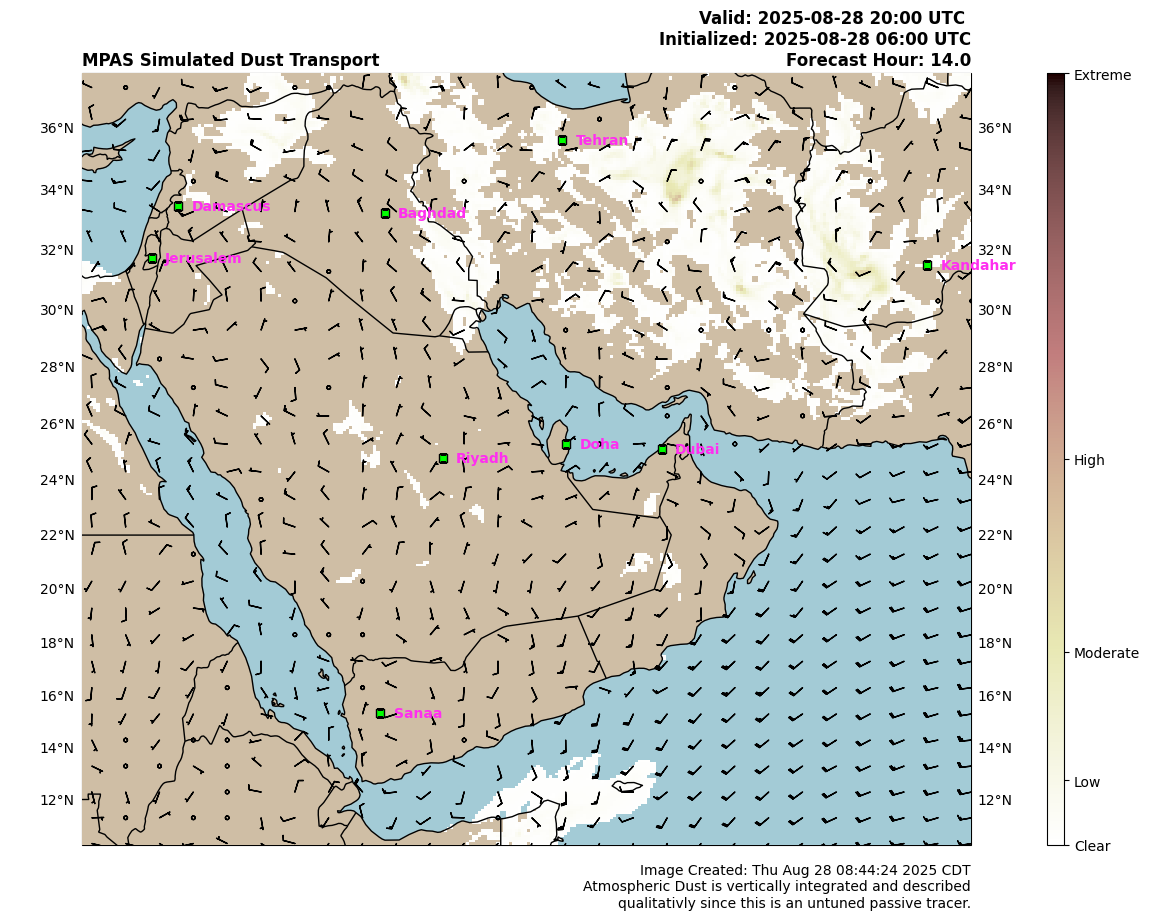 Valid: 2025-08-28 20:00 UTC
Initialized: 2025-08-28 06:00 UTC
MPAS Simulated Dust Transport
Forecast Hour: 14.0
Extreme
36°N
36°N
Tehran
34°N
34°N
Damascus
Baghdad
32°N
32°N
Jerusalem
Kandahar
30°N
30°N
28°N
28°N
26°N
26°N
Doha
Dubai
Riyadh
High
24°N
24°N
22°N
22°N
20°N
20°N
18°N
18°N
Moderate
16°N
16°N
Sanaa
14°N
14°N
Low
12°N
12°N
Clear
Image Created: Thu Aug 28 08:44:24 2025 CDT
Atmospheric Dust is vertically integrated and described
qualitativly since this is an untuned passive tracer.